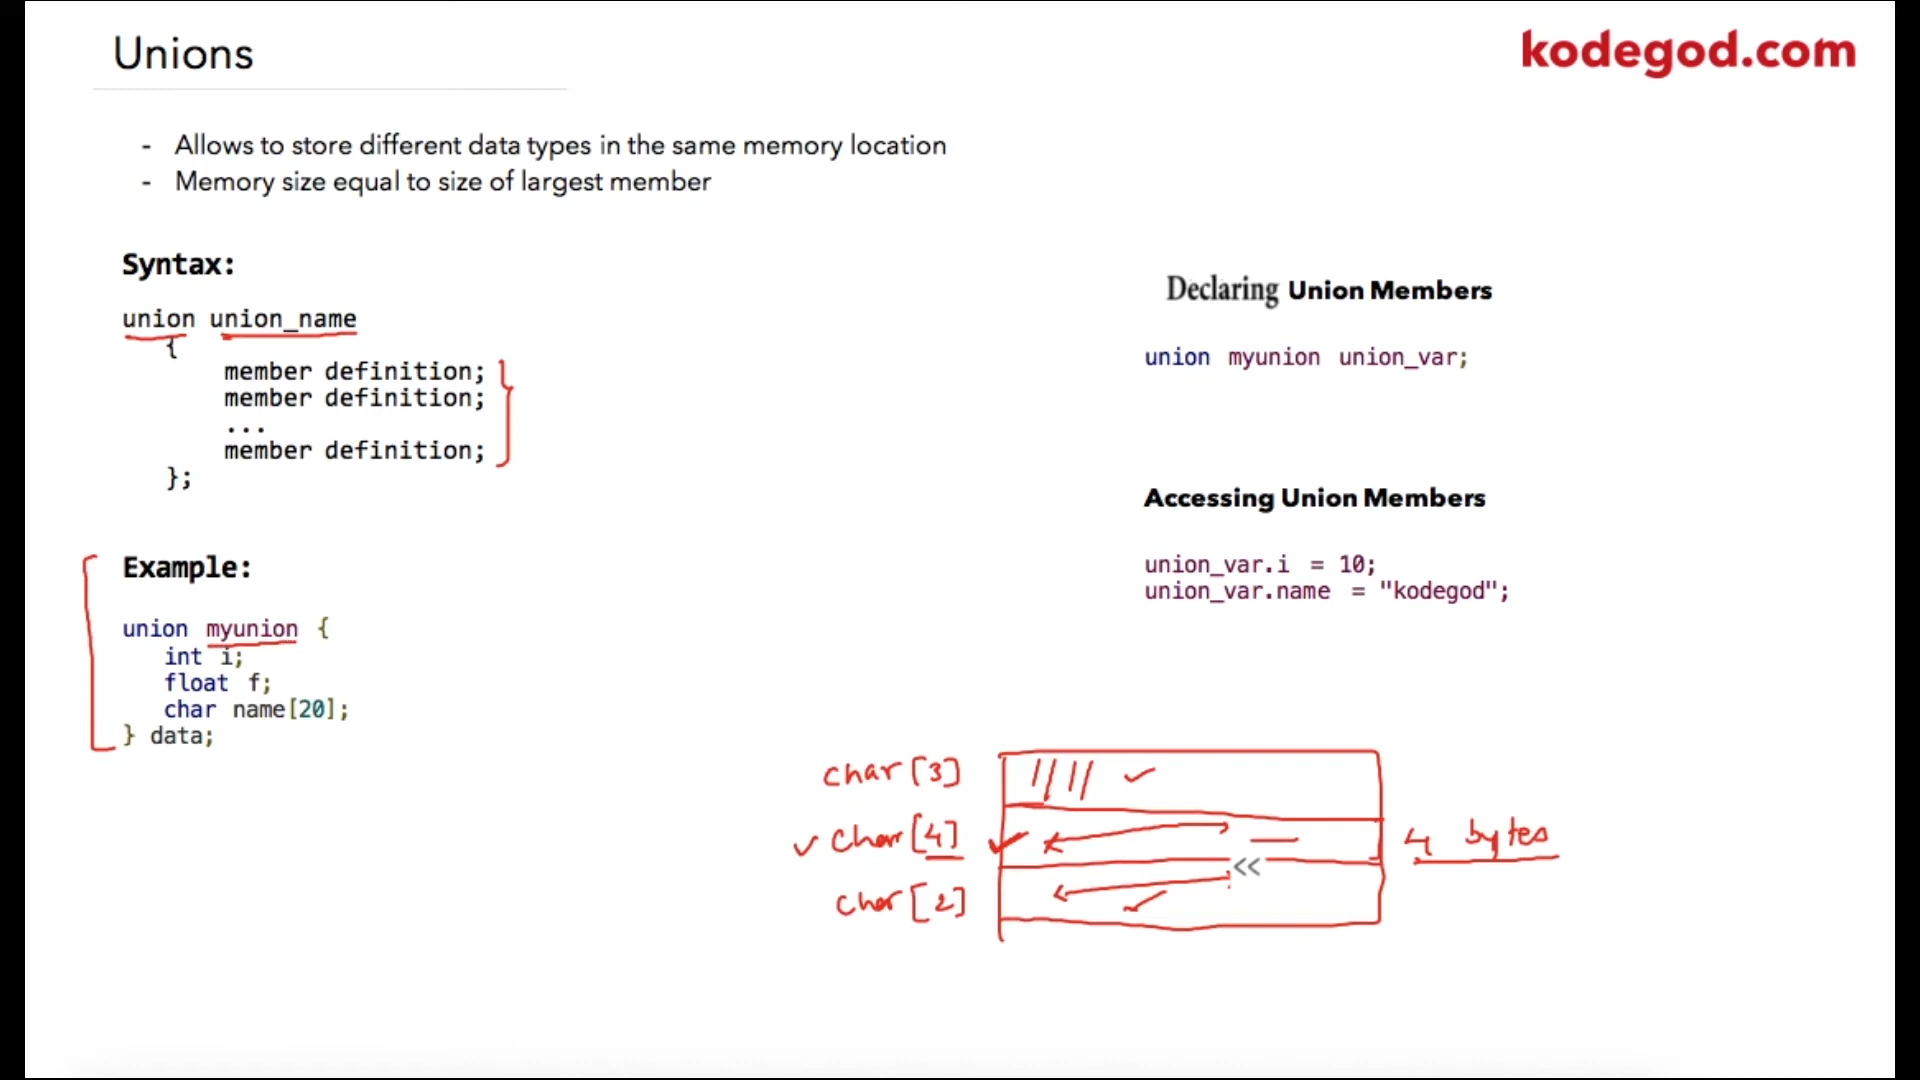 Unions
kodegod.com
- Allows to store different data types in the same memory location
- Memory size equal to size of largest member
Syntax:
union union_name
{
member definition;
member definition;
...
member definition;
};
Example:
union myunion {
int i;
float f;
char name[20];
} data;
Declaring Union Members
union myunion union_var;
Accessing Union Members
union_var.i = 10;
union_var.name = "kodegod";
char[3]
char[4]
4 bytes
char[2]